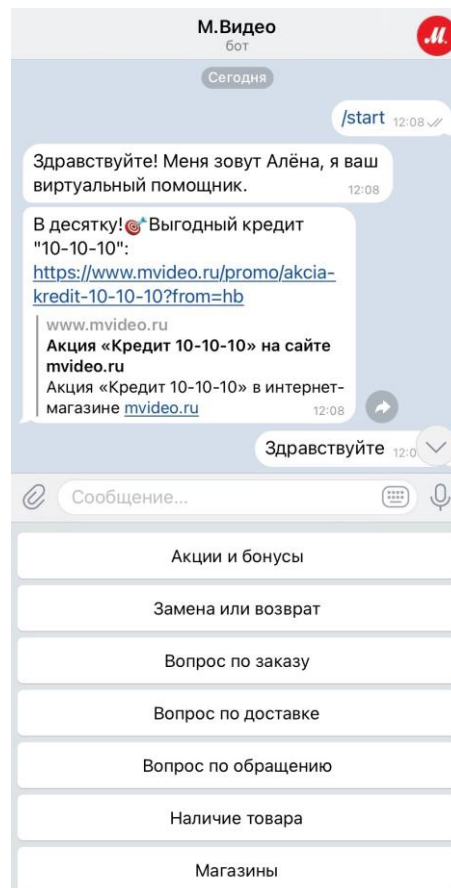 М.Видео
бот
М.
Сегодня
/start 12:08
Здравствуйте! Меня зовут Алёна, я ваш
виртуальный помощник. 12:08
В десятку!🎯Выгодный кредит
"10-10-10":
https://www.mvideo.ru/promo/akcia-
kredit-10-10-10?from=hb
www.mvideo.ru
Акция «Кредит 10-10-10» на сайте
mvideo.ru
Акция «Кредит 10-10-10» в интернет-
магазине mvideo.ru 12:08
Здравствуйте
Сообщение...
Акции и бонусы
Замена или возврат
Вопрос по заказу
Вопрос по доставке
Вопрос по обращению
Наличие товара
Магазины